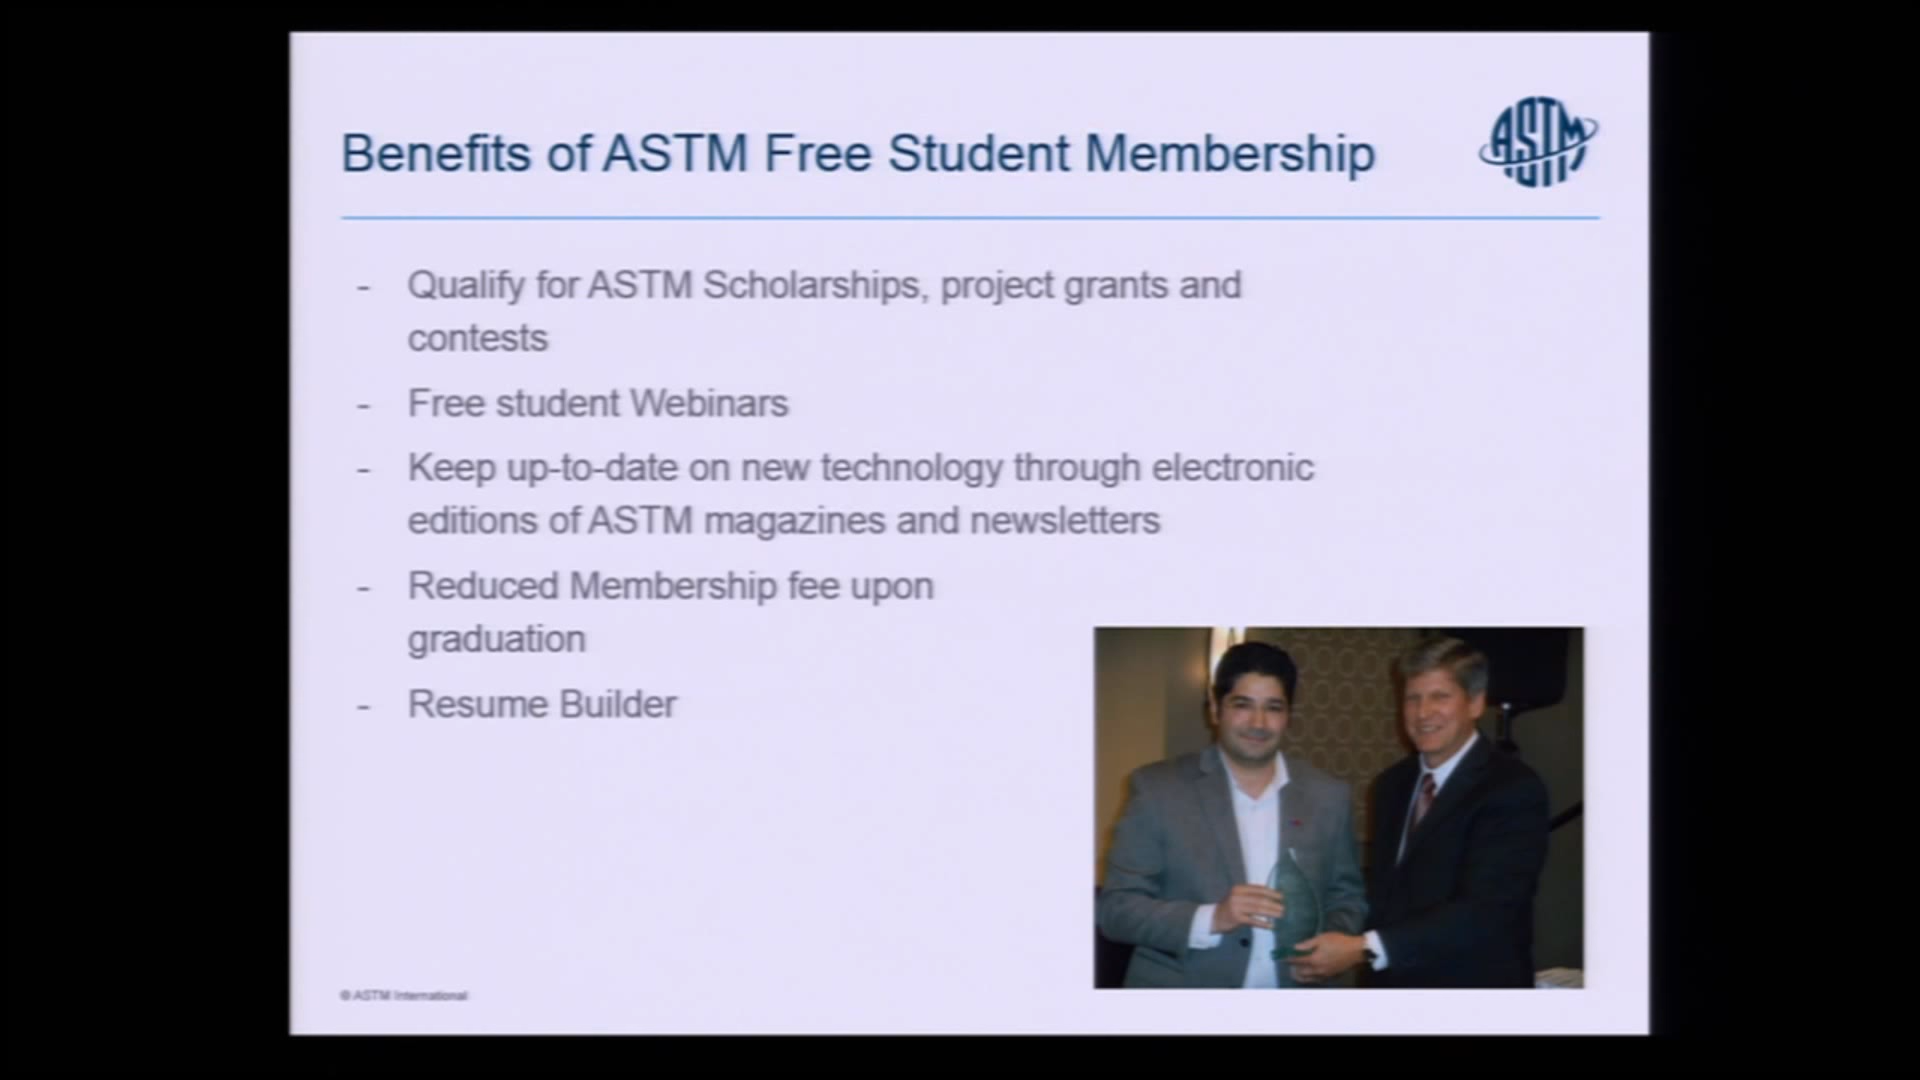 Benefits of ASTM Free Student Membership
ASTM
- Qualify for ASTM Scholarships, project grants and
contests
- Free student Webinars
- Keep up-to-date on new technology through electronic
editions of ASTM magazines and newsletters
- Reduced Membership fee upon
graduation
- Resume Builder
© ASTM International